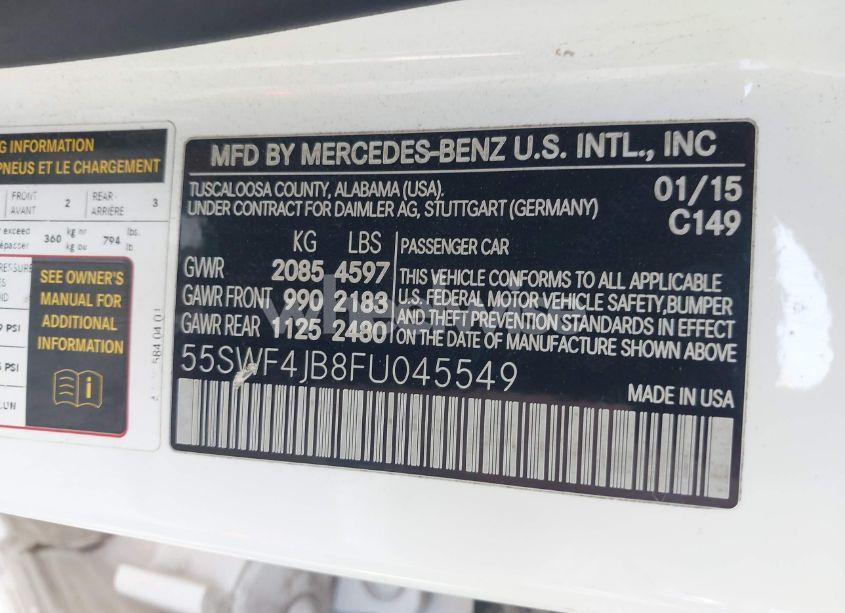 G INFORMATION
PNEUS ET LE CHARGEMENT
FRONT
AVANT
2
REAR
ARRIÈRE
3
exceed
épasser
360
kg or
kg ou
794
lbs.
lb.
PRESSURE
SEE OWNER'S
MANUAL FOR
ADDITIONAL
INFORMATION
PSI
MFD BY MERCEDES-BENZ U.S. INTL., INC
TUSCALOOSA COUNTY, ALABAMA (USA).
UNDER CONTRACT FOR DAIMLER AG, STUTTGART (GERMANY)
01/15
C149
KG LBS
GVWR 2085 4597
GAWR FRONT 990 2183
GAWR REAR 1125 2480
PASSENGER CAR
THIS VEHICLE CONFORMS TO ALL APPLICABLE
U.S. FEDERAL MOTOR VEHICLE SAFETY,BUMPER
AND THEFT PREVENTION STANDARDS IN EFFECT
ON THE DATE OF MANUFACTURE SHOWN ABOVE.
55SWF4JB8FU045549
MADE IN USA